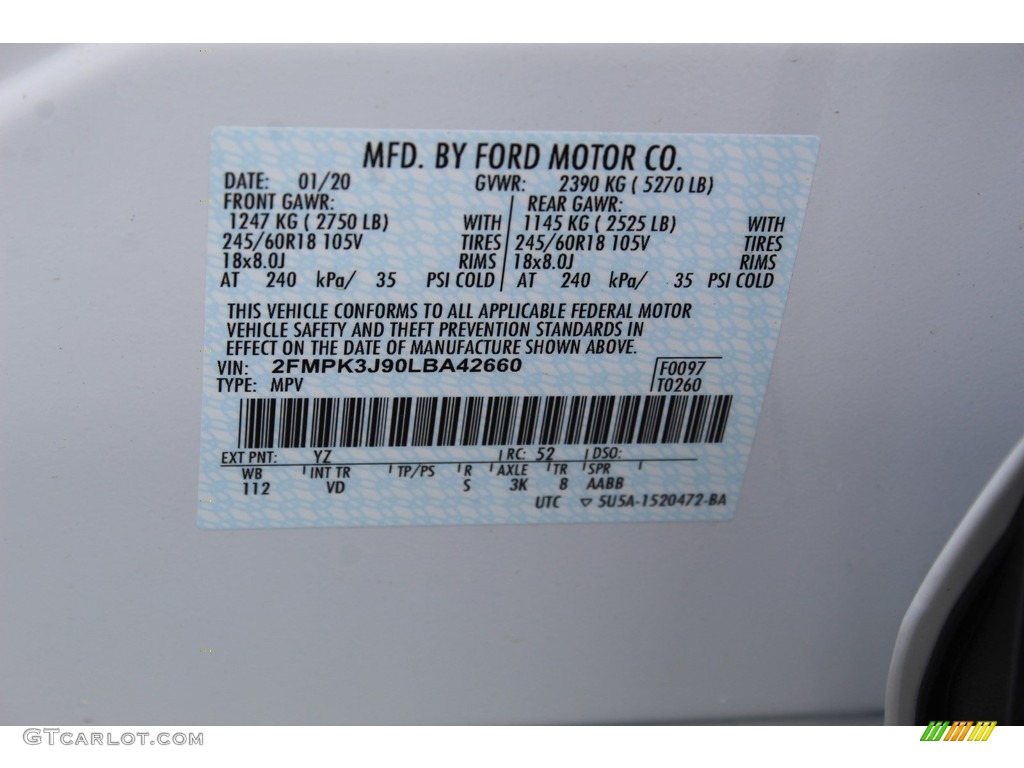 MFD. BY FORD MOTOR CO.
DATE: 01/20 GVWR: 2390 KG ( 5270 LB)
FRONT GAWR: REAR GAWR:
1247 KG ( 2750 LB) WITH 1145 KG ( 2525 LB) WITH
245/60R18 105V TIRES 245/60R18 105V TIRES
18x8.0J RIMS 18x8.0J RIMS
AT 240 kPa/ 35 PSI COLD AT 240 kPa/ 35 PSI COLD
THIS VEHICLE CONFORMS TO ALL APPLICABLE FEDERAL MOTOR
VEHICLE SAFETY AND THEFT PREVENTION STANDARDS IN
EFFECT ON THE DATE OF MANUFACTURE SHOWN ABOVE.
VIN: 2FMPK3J90LBA42660 F0097
TYPE: MPV T0260
EXT PNT: YZ RC: 52 DSO:
WB INT TR TP/PS R AXLE TR SPR
112 VD S 3K 8 AABB
UTC ▽ 5U5A-1520472-BA
GTCarLot.com